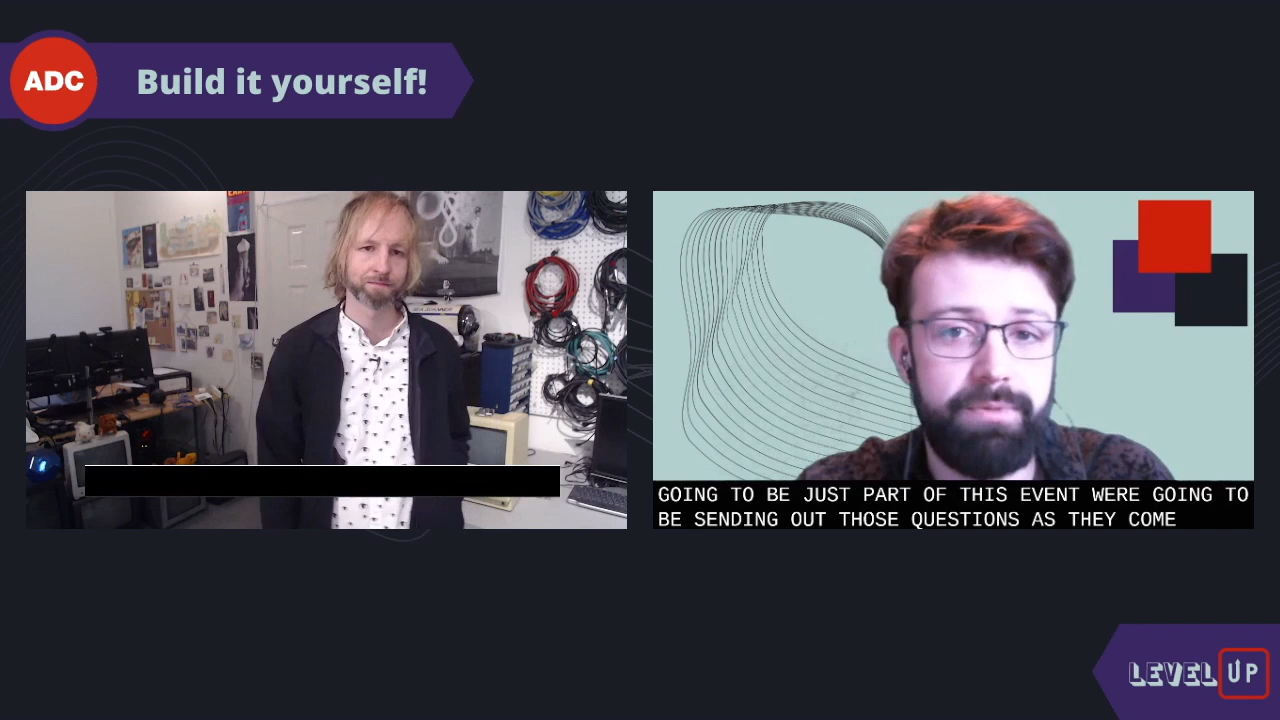 ADC
Build it yourself!
GOING TO BE JUST PART OF THIS EVENT WERE GOING TO
BE SENDING OUT THOSE QUESTIONS AS THEY COME
LEVEL UP